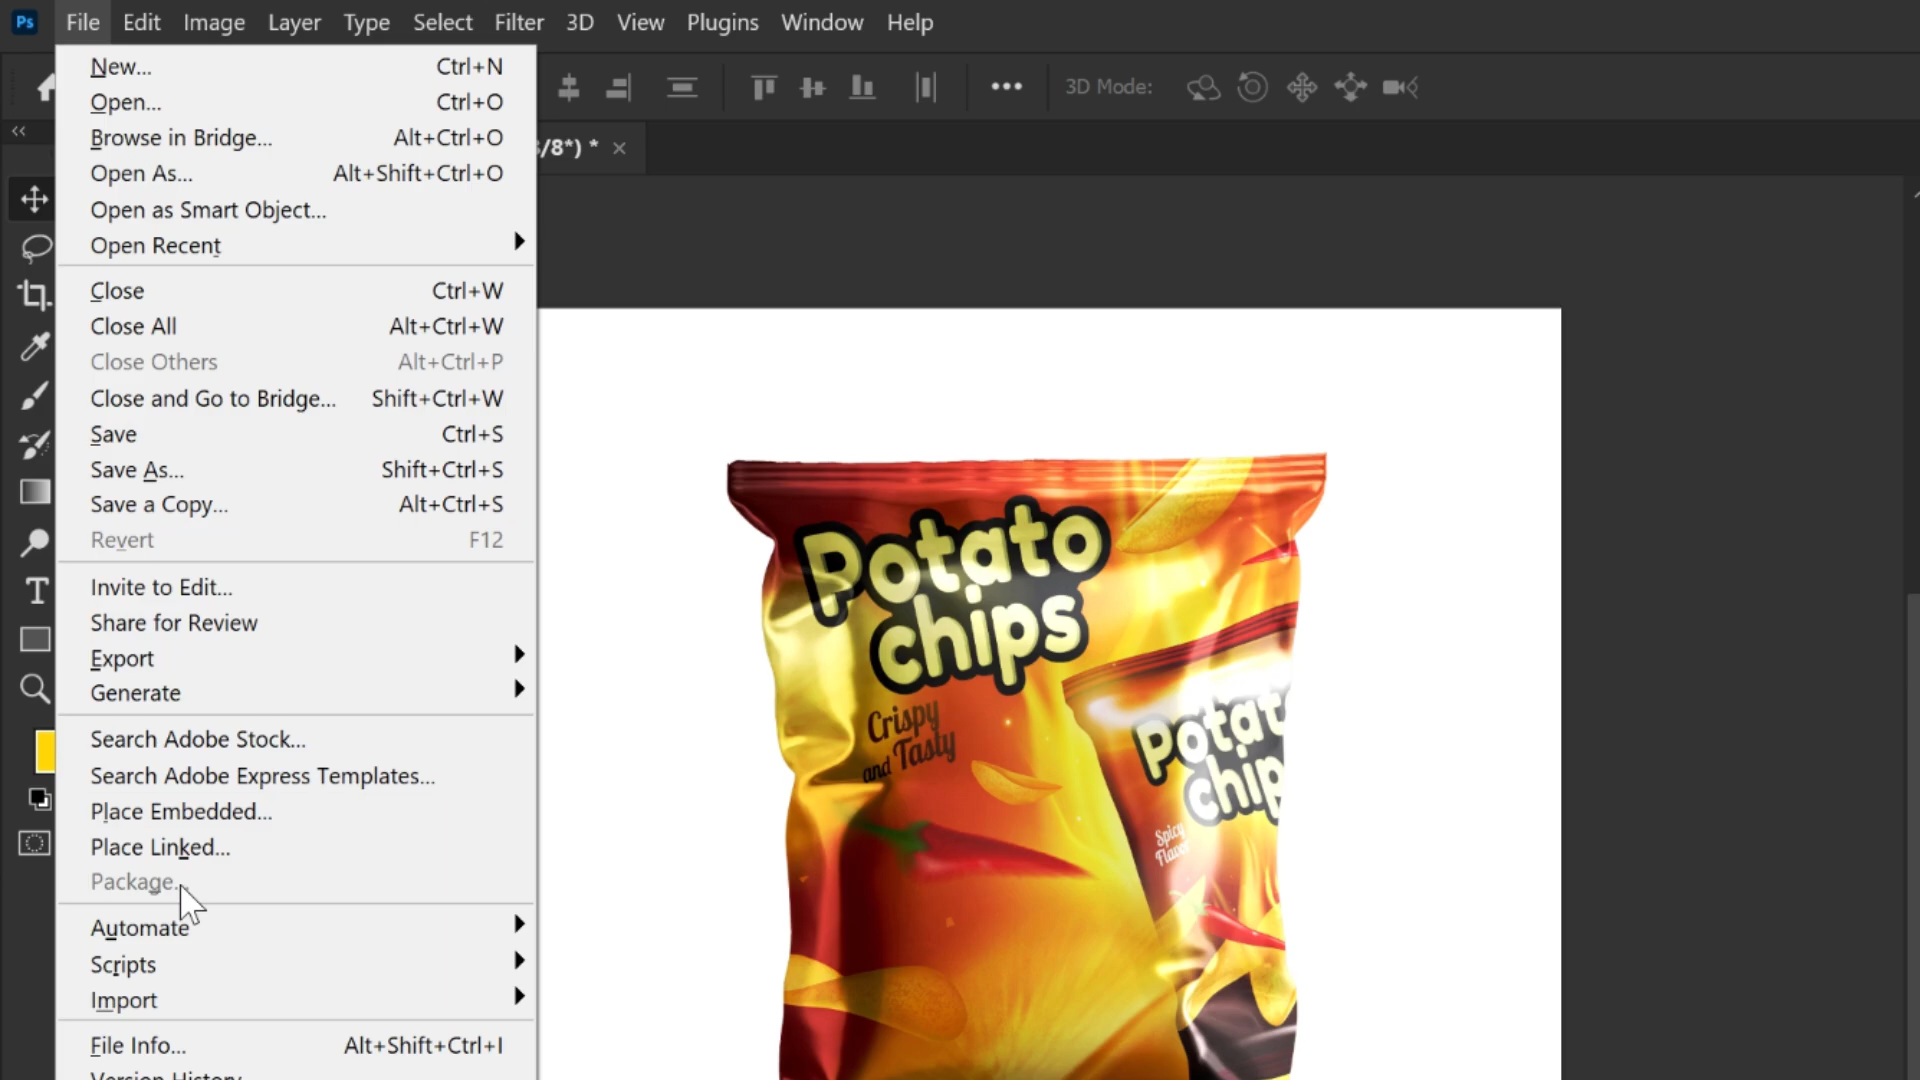 Ps File Edit Image Layer Type Select Filter 3D View Plugins Window Help
3D Mode:
/8*) * ×
New... Ctrl+N
Open... Ctrl+O
Browse in Bridge... Alt+Ctrl+O
Open As... Alt+Shift+Ctrl+O
Open as Smart Object...
Open Recent
Close Ctrl+W
Close All Alt+Ctrl+W
Close Others Alt+Ctrl+P
Close and Go to Bridge... Shift+Ctrl+W
Save Ctrl+S
Save As... Shift+Ctrl+S
Save a Copy... Alt+Ctrl+S
Revert F12
Invite to Edit...
Share for Review
Export
Generate
Search Adobe Stock...
Search Adobe Express Templates...
Place Embedded...
Place Linked...
Package...
Automate
Scripts
Import
File Info... Alt+Shift+Ctrl+I
Version History
Potato
chips
Crispy
and Tasty
Potat
chip
Spicy
Flavor